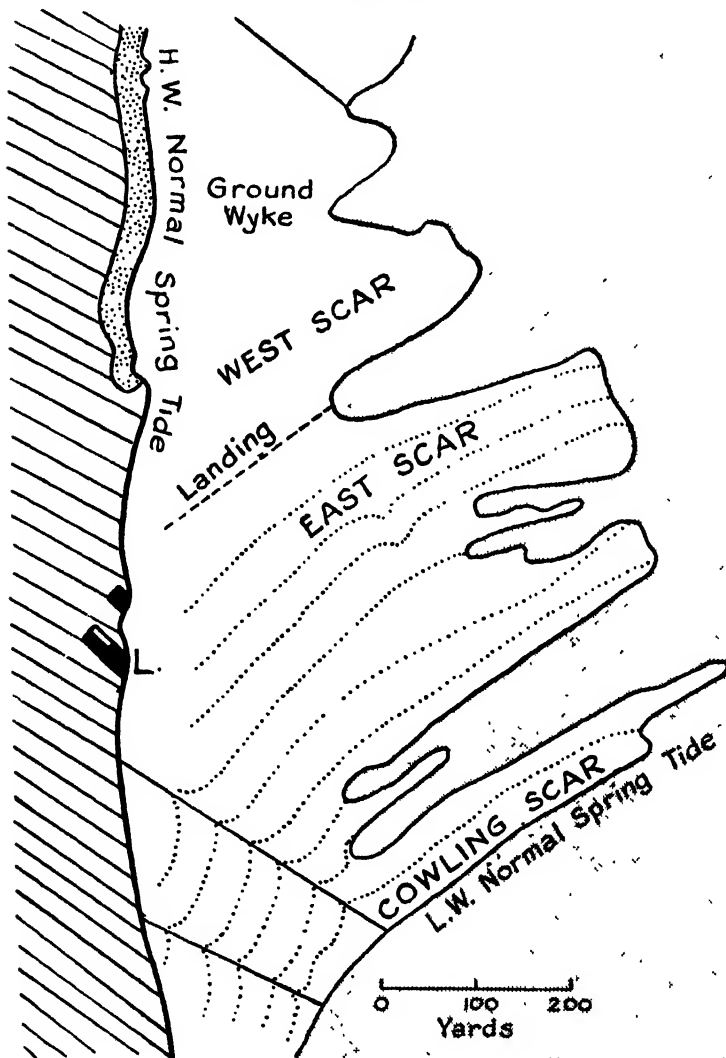 H.W. Normal Spring Tide
Ground
Wyke
WEST SCAR
Landing
EAST SCAR
L.
COWLING SCAR
L.W. Normal Spring Tide
0 100 200
Yards